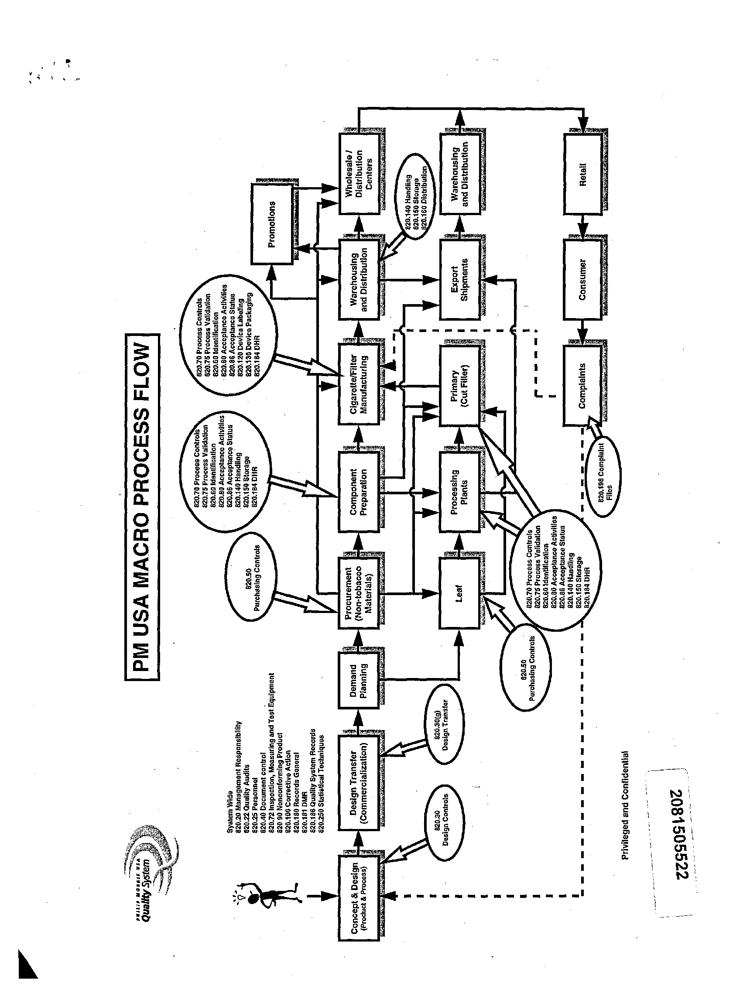 PHILIP MORRIS USA
Quality System
PM USA MACRO PROCESS FLOW
System Wide
820.20 Management Responsibility
820.22 Quality Audits
820.25 Personnel
820.40 Document control
820.72 Inspection, Measuring and Test Equipment
820 90 Nonconforming Product
820.100 Corrective Action
820.180 Records General
820.181 DMR
820.186 Quality System Records
820.250 Statistical Techniques
820.50
Purchasing Controls
820.70 Process Controls
820.75 Process Validation
820.60 Identification
820.80 Acceptance Activities
820.86 Acceptance Status
820.140 Handling
820.150 Storage
820.184 DHR
820.70 Process Controls
820.75 Process Validation
820.60 Identification
820.80 Acceptance Activities
820.86 Acceptance Status
820.120 Device Labeling
820.130 Device Packaging
820.184 DHR
Promotions
Concept & Design
(Product & Process)
Design Transfer
(Commercialization)
Demand
Planning
Procurement
(Non-tobacco
Materials)
Component
Preparation
Cigarette/Filter
Manufacturing
Warehousing
and Distribution
Wholesale /
Distribution
Centers
820.30
Design Controls
820.30(g)
Design Transfer
820.140 Handling
820.150 Storage
820.160 Distribution
Leaf
Processing
Plants
Primary
(Cut Filler)
Export
Shipments
Warehousing
and Distribution
820.50
Purchasing Controls
820.70 Process Controls
820.75 Process Validation
820.60 Identification
820.80 Acceptance Activities
820.86 Acceptance Status
820.140 Handling
820.150 Storage
820.184 DHR
820.198 Complaint
Files
Complaints
Consumer
Retail
Privileged and Confidential
2081505522